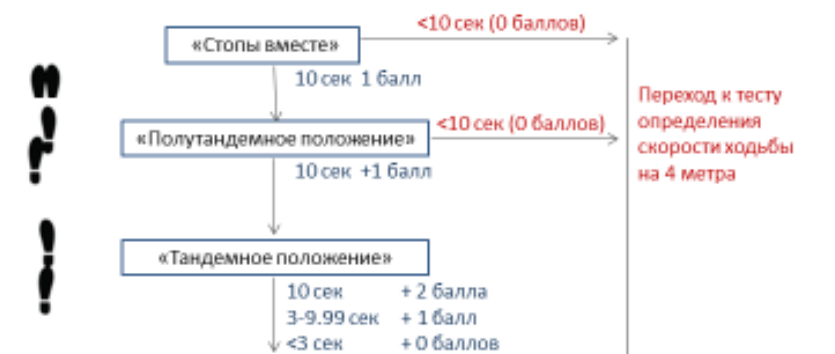 <10 сек (0 баллов)
«Стопы вместе»
10 сек 1 балл
<10 сек (0 баллов)
«Полутандемное положение»
10 сек +1 балл
Переход к тесту
определения
скорости ходьбы
на 4 метра
«Тандемное положение»
10 сек + 2 балла
3-9.99 сек + 1 балл
<3 сек + 0 баллов